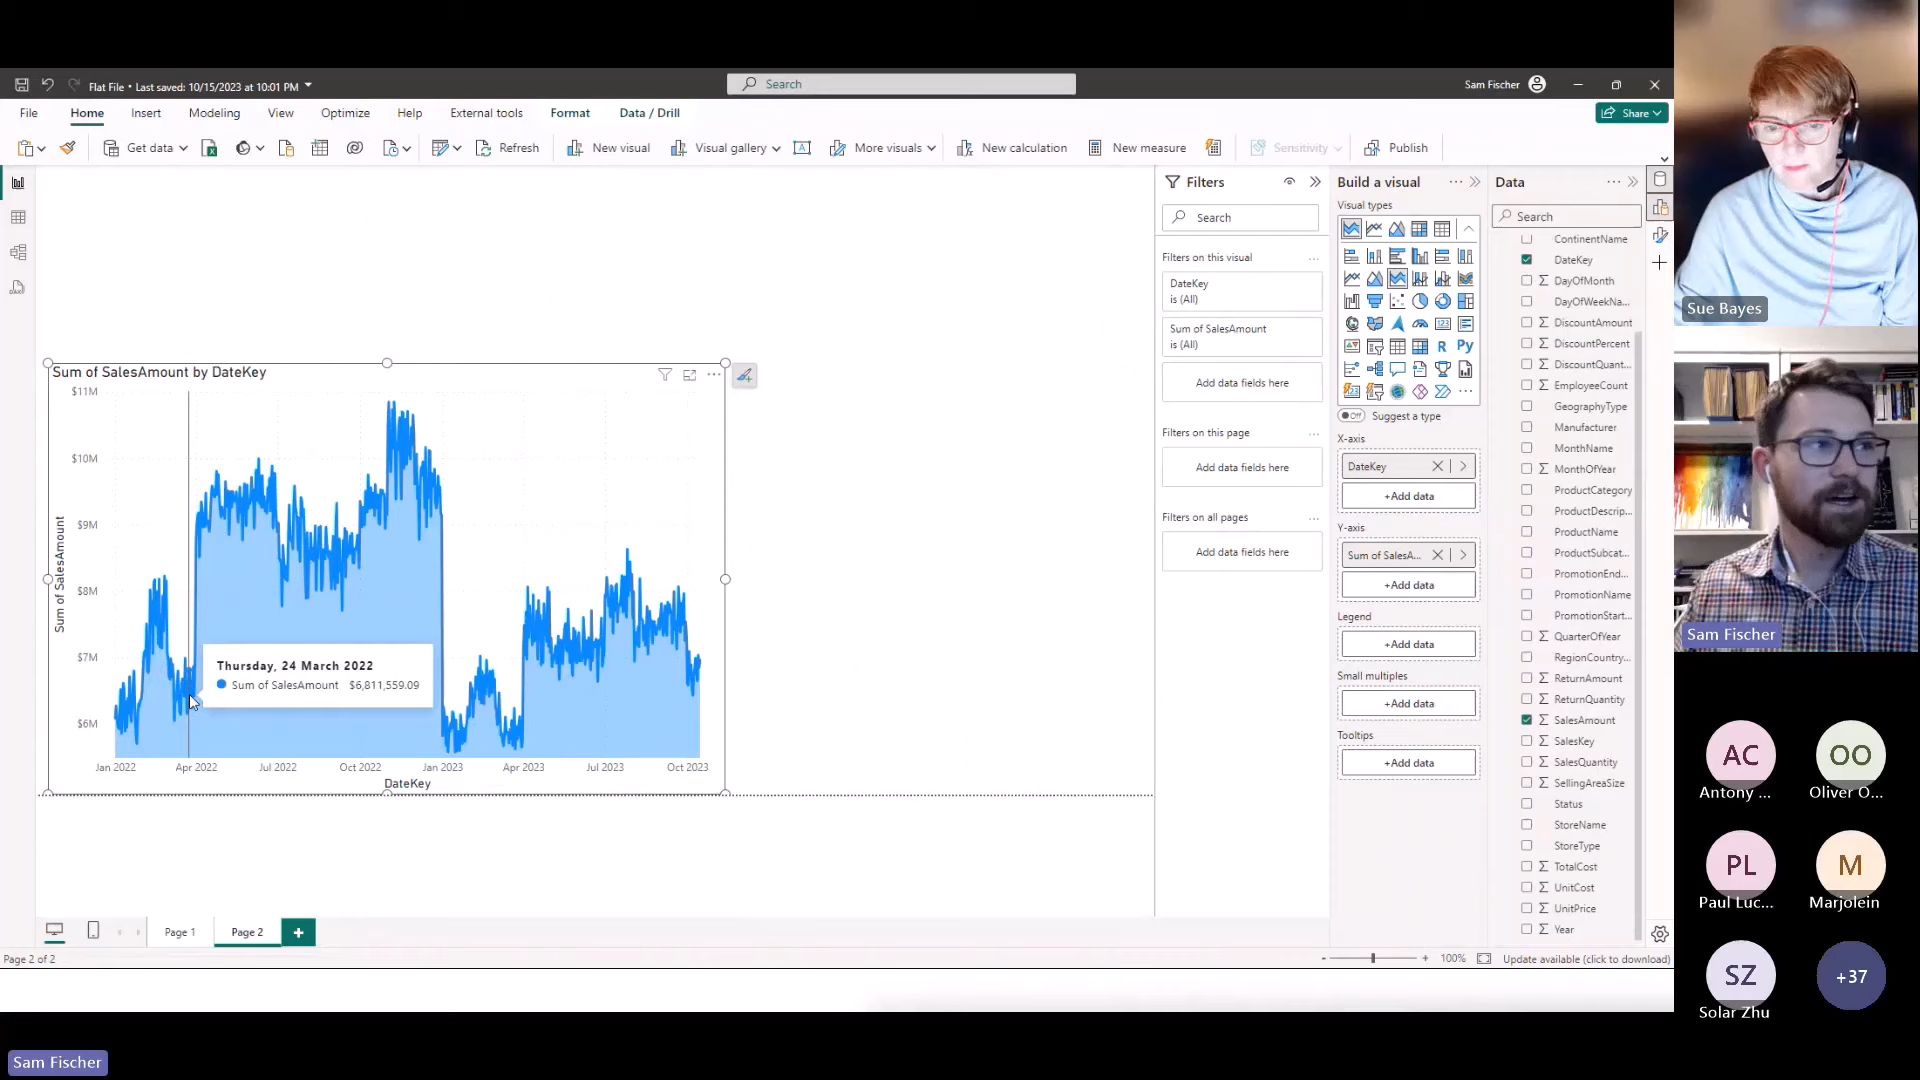 Flat File • Last saved: 10/15/2023 at 10:01 PM
Search
Sam Fischer
File Home Insert Modeling View Optimize Help External tools Format Data / Drill
Share
Get data
Refresh
New visual
Visual gallery
More visuals
New calculation
New measure
Sensitivity
Publish
Sum of SalesAmount by DateKey
$11M
$10M
$9M
$8M
$7M
$6M
Sum of SalesAmount
Thursday, 24 March 2022
Sum of SalesAmount $6,811,559.09
Jan 2022 Apr 2022 Jul 2022 Oct 2022 Jan 2023 Apr 2023 Jul 2023 Oct 2023
DateKey
Filters
Search
Filters on this visual ...
DateKey
is (All)
Sum of SalesAmount
is (All)
Add data fields here
Filters on this page ...
Add data fields here
Filters on all pages ...
Add data fields here
Build a visual ...
Visual types
R Py
...
Off Suggest a type
X-axis
DateKey
+Add data
Y-axis
Sum of SalesA...
+Add data
Legend
+Add data
Small multiples
+Add data
Tooltips
+Add data
Data ...
Search
ContinentName
DateKey
DayOfMonth
DayOfWeekNa...
DiscountAmount
DiscountPercent
DiscountQuant...
EmployeeCount
GeographyType
Manufacturer
MonthName
MonthOfYear
ProductCategory
ProductDescrip...
ProductName
ProductSubcat...
PromotionEnd...
PromotionName
PromotionStart...
QuarterOfYear
RegionCountry...
ReturnAmount
ReturnQuantity
SalesAmount
SalesKey
SalesQuantity
SellingAreaSize
Status
StoreName
StoreType
TotalCost
UnitCost
UnitPrice
Year
Page 1 Page 2 +
Page 2 of 2
- + 100%
Update available (click to download)
Sue Bayes
Sam Fischer
AC OO
Antony ... Oliver O...
PL M
Paul Luc... Marjolein
SZ +37
Solar Zhu
Sam Fischer